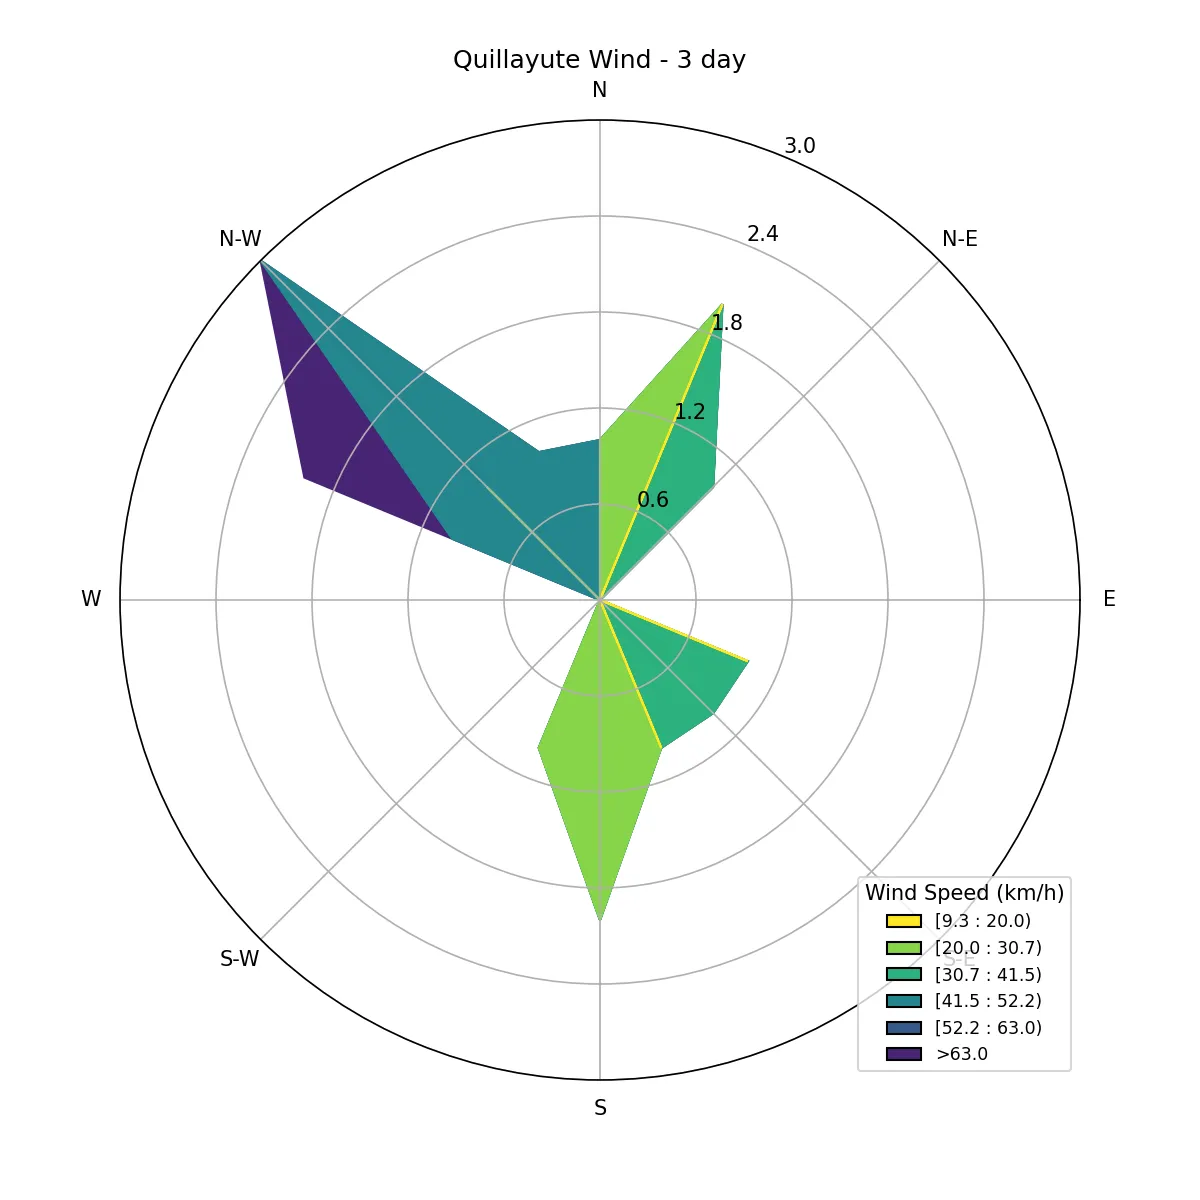 Quillayute Wind - 3 day
N
3.0
N-W
2.4
N-E
1.8
1.2
0.6
W
E
Wind Speed (km/h)
[9.3 : 20.0)
[20.0 : 30.7)
S-W
S-E
[30.7 : 41.5)
[41.5 : 52.2)
[52.2 : 63.0)
>63.0
S